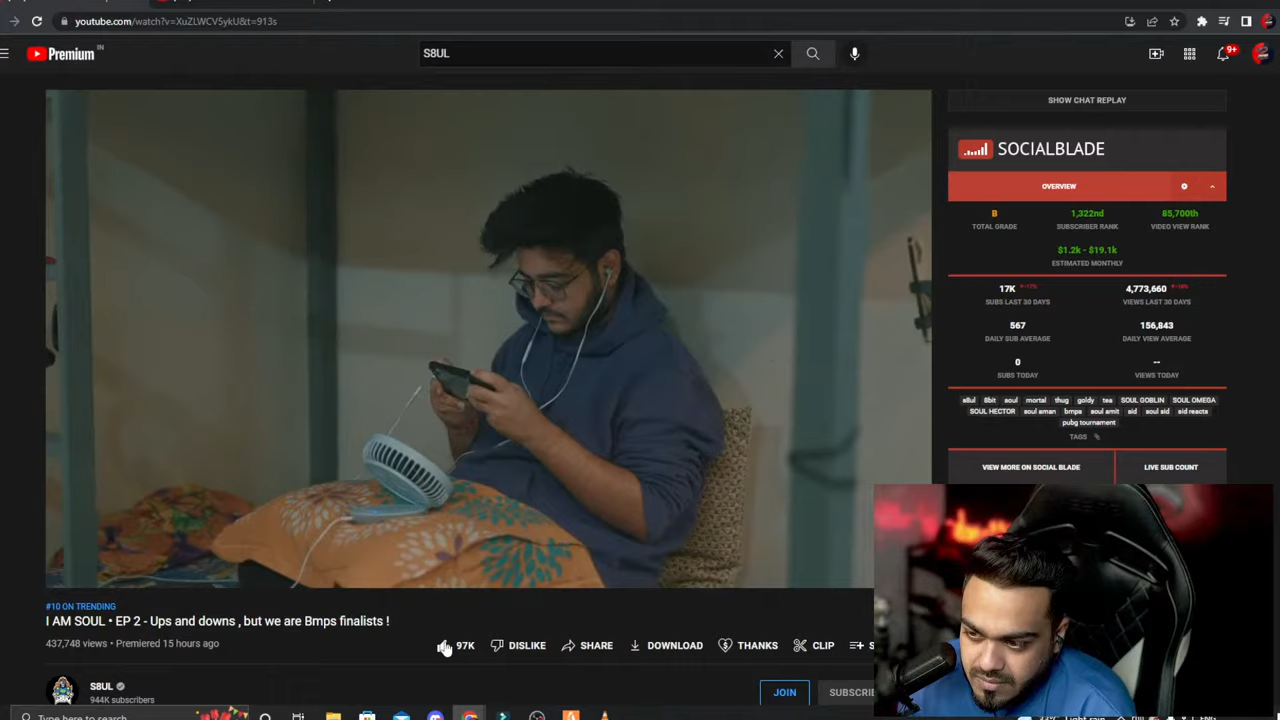 youtube.com/watch?v=XuZLWCV5ykU&t=913s
Premium IN
S8UL
9+
SHOW CHAT REPLAY
SOCIALBLADE
OVERVIEW
B 1,322nd 85,700th
TOTAL GRADE SUBSCRIBER RANK VIDEO VIEW RANK
$1.2k - $19.1k
ESTIMATED MONTHLY
17K 4,773,660
SUBS LAST 30 DAYS VIEWS LAST 30 DAYS
567 156,843
DAILY SUB AVERAGE DAILY VIEW AVERAGE
0 --
SUBS TODAY VIEWS TODAY
s8ul 8bit soul mortal thug goldy tsa SOUL GOBLIN SOUL OMEGA
SOUL HECTOR soul aman bmps soul amit sid soul sid sid reacts
pubg tournament
TAGS
VIEW MORE ON SOCIAL BLADE LIVE SUB COUNT
#10 ON TRENDING
I AM SOUL • EP 2 - Ups and downs , but we are Bmps finalists !
437,748 views • Premiered 15 hours ago
97K DISLIKE SHARE DOWNLOAD THANKS CLIP S
S8UL
944K subscribers
JOIN SUBSCRIBE
Type here to search
Light rain